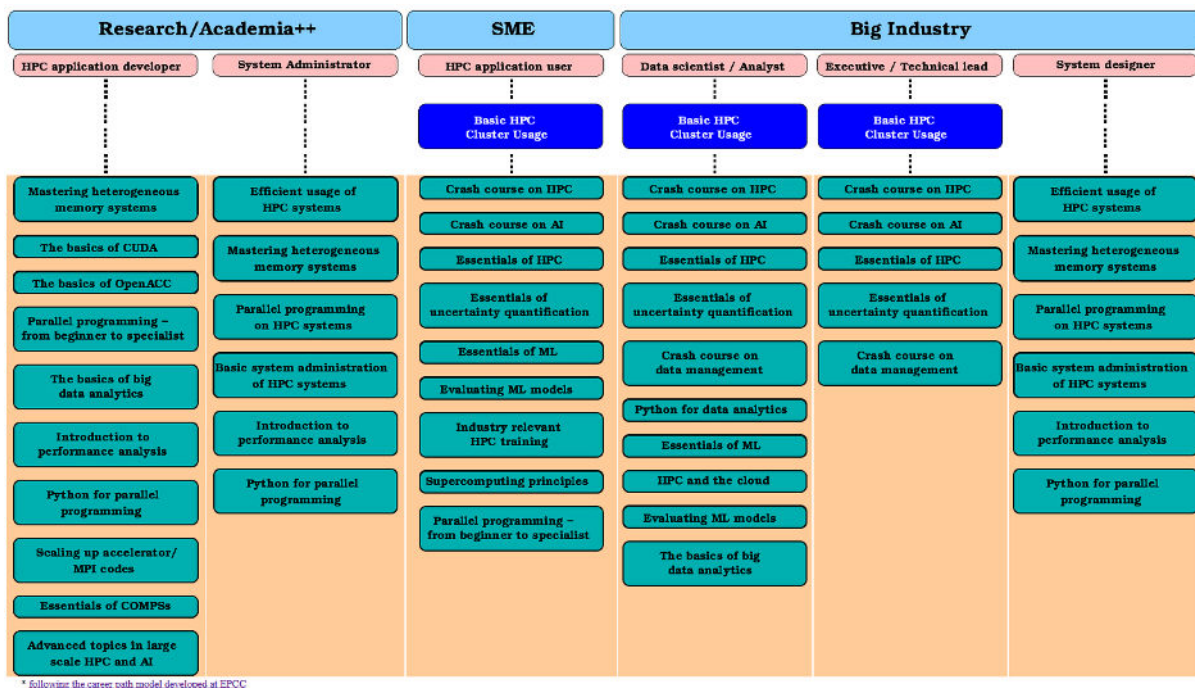 Research/Academia++
SME
Big Industry
HPC application developer
System Administrator
HPC application user
Data scientist / Analyst
Executive / Technical lead
System designer
Basic HPC
Cluster Usage
Basic HPC
Cluster Usage
Basic HPC
Cluster Usage
Mastering heterogeneous
memory systems
The basics of CUDA
The basics of OpenACC
Parallel programming –
from beginner to specialist
The basics of big
data analytics
Introduction to
performance analysis
Python for parallel
programming
Scaling up accelerator/
MPI codes
Essentials of COMPSs
Advanced topics in large
scale HPC and AI
Efficient usage of
HPC systems
Mastering heterogeneous
memory systems
Parallel programming
on HPC systems
Basic system administration
of HPC systems
Introduction to
performance analysis
Python for parallel
programming
Crash course on HPC
Crash course on AI
Essentials of HPC
Essentials of
uncertainty quantification
Essentials of ML
Evaluating ML models
Industry relevant
HPC training
Supercomputing principles
Parallel programming –
from beginner to specialist
Crash course on HPC
Crash course on AI
Essentials of HPC
Essentials of
uncertainty quantification
Crash course on
data management
Python for data analytics
Essentials of ML
HPC and the cloud
Evaluating ML models
The basics of big
data analytics
Crash course on HPC
Crash course on AI
Essentials of HPC
Essentials of
uncertainty quantification
Crash course on
data management
Efficient usage of
HPC systems
Mastering heterogeneous
memory systems
Parallel programming
on HPC systems
Basic system administration
of HPC systems
Introduction to
performance analysis
Python for parallel
programming
* following the career path model developed at EPCC